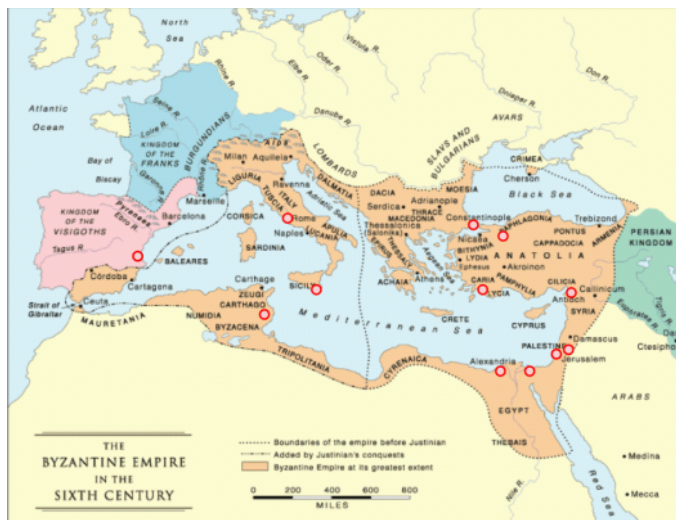 North
Sea
Atlantic
Ocean
Vistula R.
Oder R.
Elbe R.
Rhine R.
Don R.
Dnieper R.
Danube R.
Seine R.
Loire R.
KINGDOM
OF THE
FRANKS
BURGUNDIANS
Garonne R.
Rhône R.
Bay of
Biscay
SLAVS AND
BULGARIANS
AVARS
LOMBARDS
Alps
CRIMEA
Cherson
Milan
Aquileia
LIGURIA
Ravenna
TUSCIA
ITALY
DALMATIA
Adriatic Sea
DACIA
MOESIA
Black Sea
Marseille
Pyrenees
Ebro R.
KINGDOM
OF THE
VISIGOTHS
Barcelona
Tagus R.
CORSICA
Rome
Naples
APULIA
LUCANIA
Serdica
Adrianople
THRACE
MACEDONIA
Thessalonica
(Salonika)
Constantinople
PAPHLAGONIA
PONTUS
Trebizond
ARMENIA
PERSIAN
KINGDOM
Nicaea
BITHYNIA
CAPPADOCIA
ANATOLIA
LYDIA
Ephesus
Akroinon
EPIRUS
THESSALY
Aegean Sea
SARDINIA
BALEARES
Córdoba
Cartagena
Carthage
ZEUGI
SICILY
ACHAIA
Athens
CARIA
LYCIA
PAMPHYLIA
CILICIA
Callinicum
Antioch
SYRIA
Tigris R.
Euphrates R.
Ctesipho
Strait of
Gibraltar
Ceuta
MAURETANIA
NUMIDIA
CARTHAGO
BYZACENA
Mediterranean Sea
CRETE
CYPRUS
Damascus
PALESTINE
Jerusalem
TRIPOLITANIA
CYRENAICA
Alexandria
ARABS
EGYPT
THEBAIS
Nile R.
Red Sea
Medina
Mecca
THE
BYZANTINE EMPIRE
IN THE
SIXTH CENTURY
Boundaries of the empire before Justinian
Added by Justinian's conquests
Byzantine Empire at its greatest extent
0 200 400 600 800
MILES